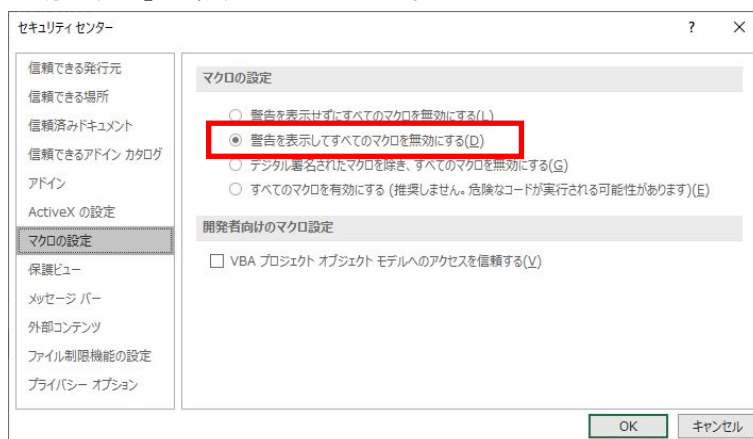 セキュリティ センター
? ×
信頼できる発行元
信頼できる場所
信頼済みドキュメント
信頼できるアドイン カタログ
アドイン
ActiveX の設定
マクロの設定
保護ビュー
メッセージ バー
外部コンテンツ
ファイル制限機能の設定
プライバシー オプション
マクロの設定
警告を表示せずにすべてのマクロを無効にする(L)
警告を表示してすべてのマクロを無効にする(D)
デジタル署名されたマクロを除き、すべてのマクロを無効にする(G)
すべてのマクロを有効にする (推奨しません。危険なコードが実行される可能性があります)(E)
開発者向けのマクロ設定
VBA プロジェクト オブジェクト モデルへのアクセスを信頼する(V)
OK
キャンセル